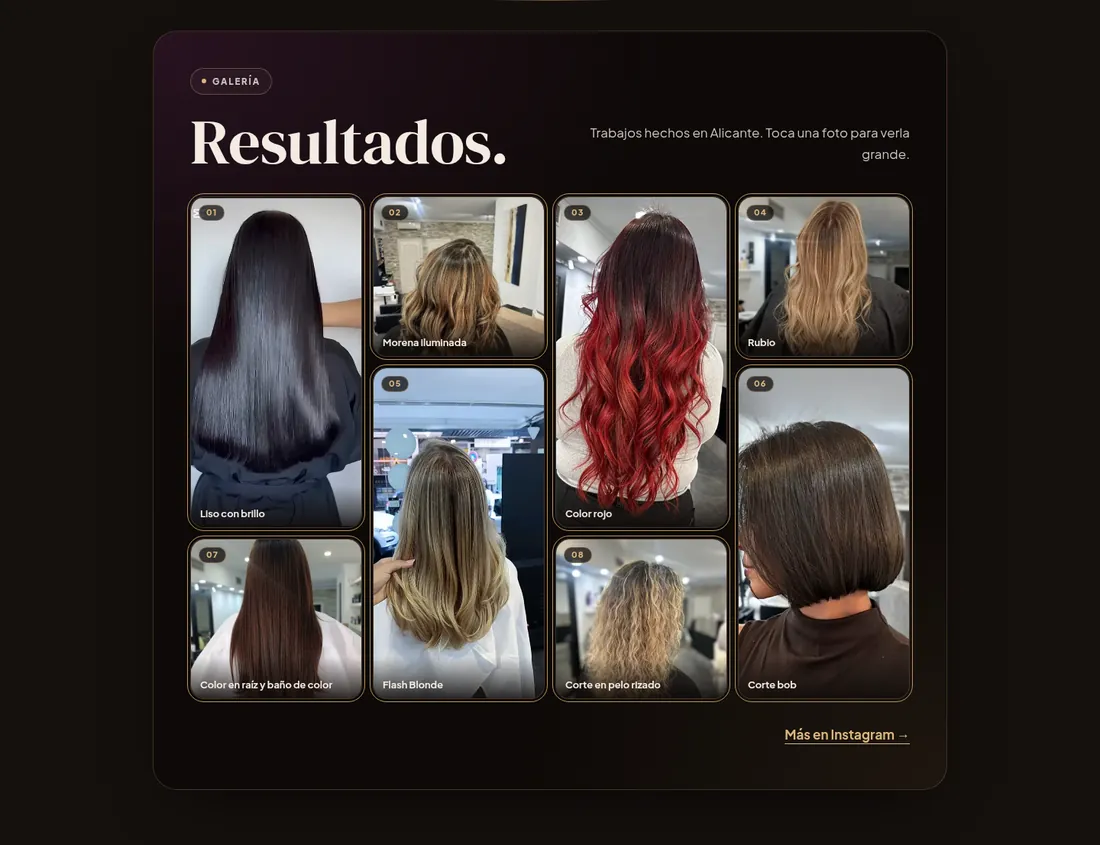 GALERÍA
Resultados.
Trabajos hechos en Alicante. Toca una foto para verla
grande.
01
Liso con brillo
02
Morena Iluminada
03
Color rojo
04
Rubio
05
Flash Blonde
06
Corte bob
07
Color en raíz y baño de color
08
Corte en pelo rizado
Más en Instagram →